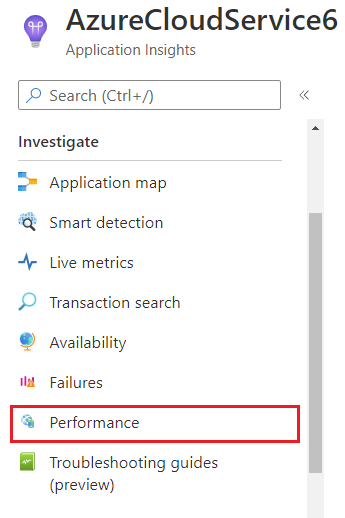 AzureCloudService6
Application Insights
Search (Ctrl+/)
Investigate
Application map
Smart detection
Live metrics
Transaction search
Availability
Failures
Performance
Troubleshooting guides
(preview)